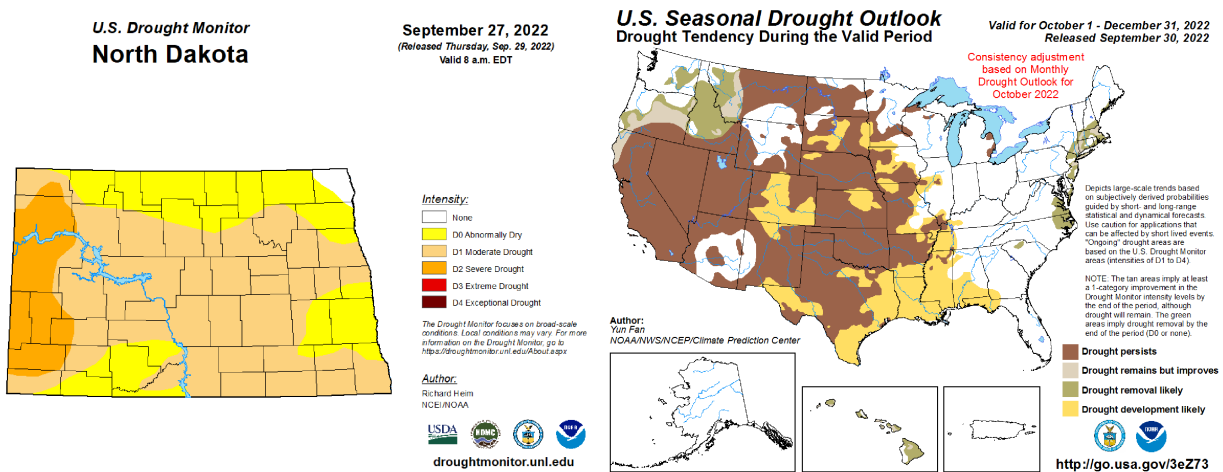 U.S. Drought Monitor
North Dakota
September 27, 2022
(Released Thursday, Sep. 29, 2022)
Valid 8 a.m. EDT
Intensity:
None
D0 Abnormally Dry
D1 Moderate Drought
D2 Severe Drought
D3 Extreme Drought
D4 Exceptional Drought
The Drought Monitor focuses on broad-scale
conditions. Local conditions may vary. For more
information on the Drought Monitor, go to
https://droughtmonitor.unl.edu/About.aspx
Author:
Richard Heim
NCEI/NOAA
USDA
NDMC
NOAA
droughtmonitor.unl.edu
U.S. Seasonal Drought Outlook
Drought Tendency During the Valid Period
Valid for October 1 - December 31, 2022
Released September 30, 2022
Consistency adjustment
based on Monthly
Drought Outlook for
October 2022
Depicts large-scale trends based
on subjectively derived probabilities
guided by short- and long-range
statistical and dynamical forecasts.
Use caution for applications that
can be affected by short lived events.
"Ongoing" drought areas are
based on the U.S. Drought Monitor
areas (intensities of D1 to D4).
NOTE: The tan areas imply at least
a 1-category improvement in the
Drought Monitor intensity levels by
the end of the period, although
drought will remain. The green
areas imply drought removal by the
end of the period (D0 or none).
Author:
Yun Fan
NOAA/NWS/NCEP/Climate Prediction Center
Drought persists
Drought remains but improves
Drought removal likely
Drought development likely
NOAA
http://go.usa.gov/3eZ73